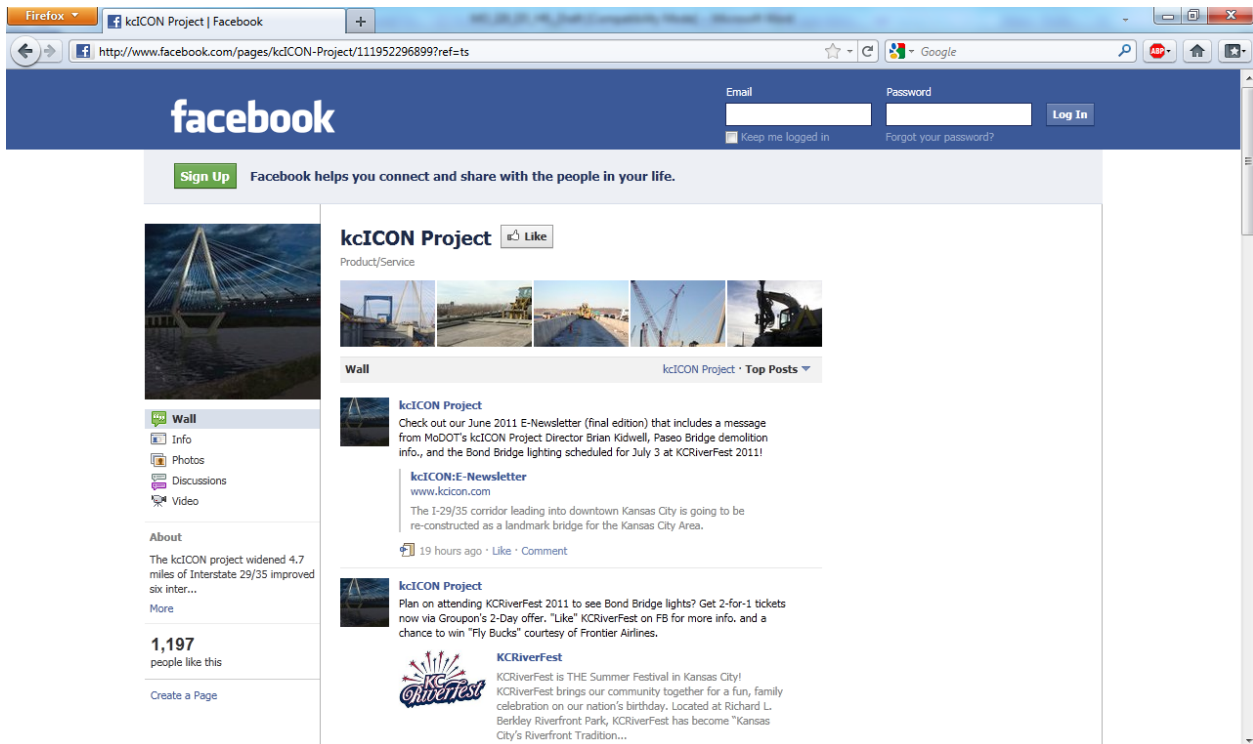 Firefox
kcICON Project | Facebook
http://www.facebook.com/pages/kcICON-Project/111952296899?ref=ts
Google
ABP
facebook
Email
Password
Log In
Keep me logged in
Forgot your password?
Sign Up
Facebook helps you connect and share with the people in your life.
kcICON Project
Like
Product/Service
Wall
kcICON Project · Top Posts
Wall
Info
Photos
Discussions
Video
About
The kcICON project widened 4.7
miles of Interstate 29/35 improved
six inter...
More
1,197
people like this
Create a Page
kcICON Project
Check out our June 2011 E-Newsletter (final edition) that includes a message
from MoDOT's kcICON Project Director Brian Kidwell, Paseo Bridge demolition
info., and the Bond Bridge lighting scheduled for July 3 at KCRiverFest 2011!
kcICON:E-Newsletter
www.kcicon.com
The I-29/35 corridor leading into downtown Kansas City is going to be
re-constructed as a landmark bridge for the Kansas City Area.
19 hours ago · Like · Comment
kcICON Project
Plan on attending KCRiverFest 2011 to see Bond Bridge lights? Get 2-for-1 tickets
now via Groupon's 2-Day offer. "Like" KCRiverFest on FB for more info. and a
chance to win "Fly Bucks" courtesy of Frontier Airlines.
KC
RiverFest
KCRiverFest
KCRiverFest is THE Summer Festival in Kansas City!
KCRiverFest brings our community together for a fun, family
celebration on our nation's birthday. Located at Richard L.
Berkley Riverfront Park, KCRiverFest has become "Kansas
City's Riverfront Tradition...